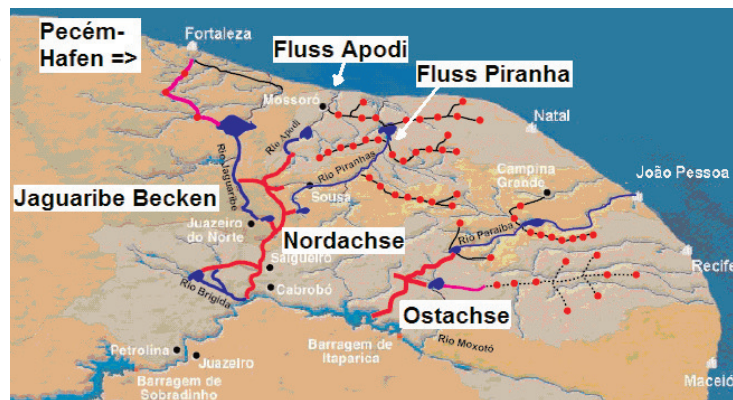 Pecém-
Hafen =>
Fortaleza
Fluss Apodi
Fluss Piranha
Mossoró
Natal
Rio Apodi
Campina
Grande
João Pessoa
Rio Jaguaribe
Rio Piranhas
Jaguaribe Becken
Sousa
Juazeiro
do Norte
Nordachse
Rio Paraiba
Recife
Salgueiro
Rio Brigida
Cabrobó
Ostachse
Petrolina
Juazeiro
Barragem de
Itaparica
Rio Moxotó
Barragem de
Sobradinho
Maceió